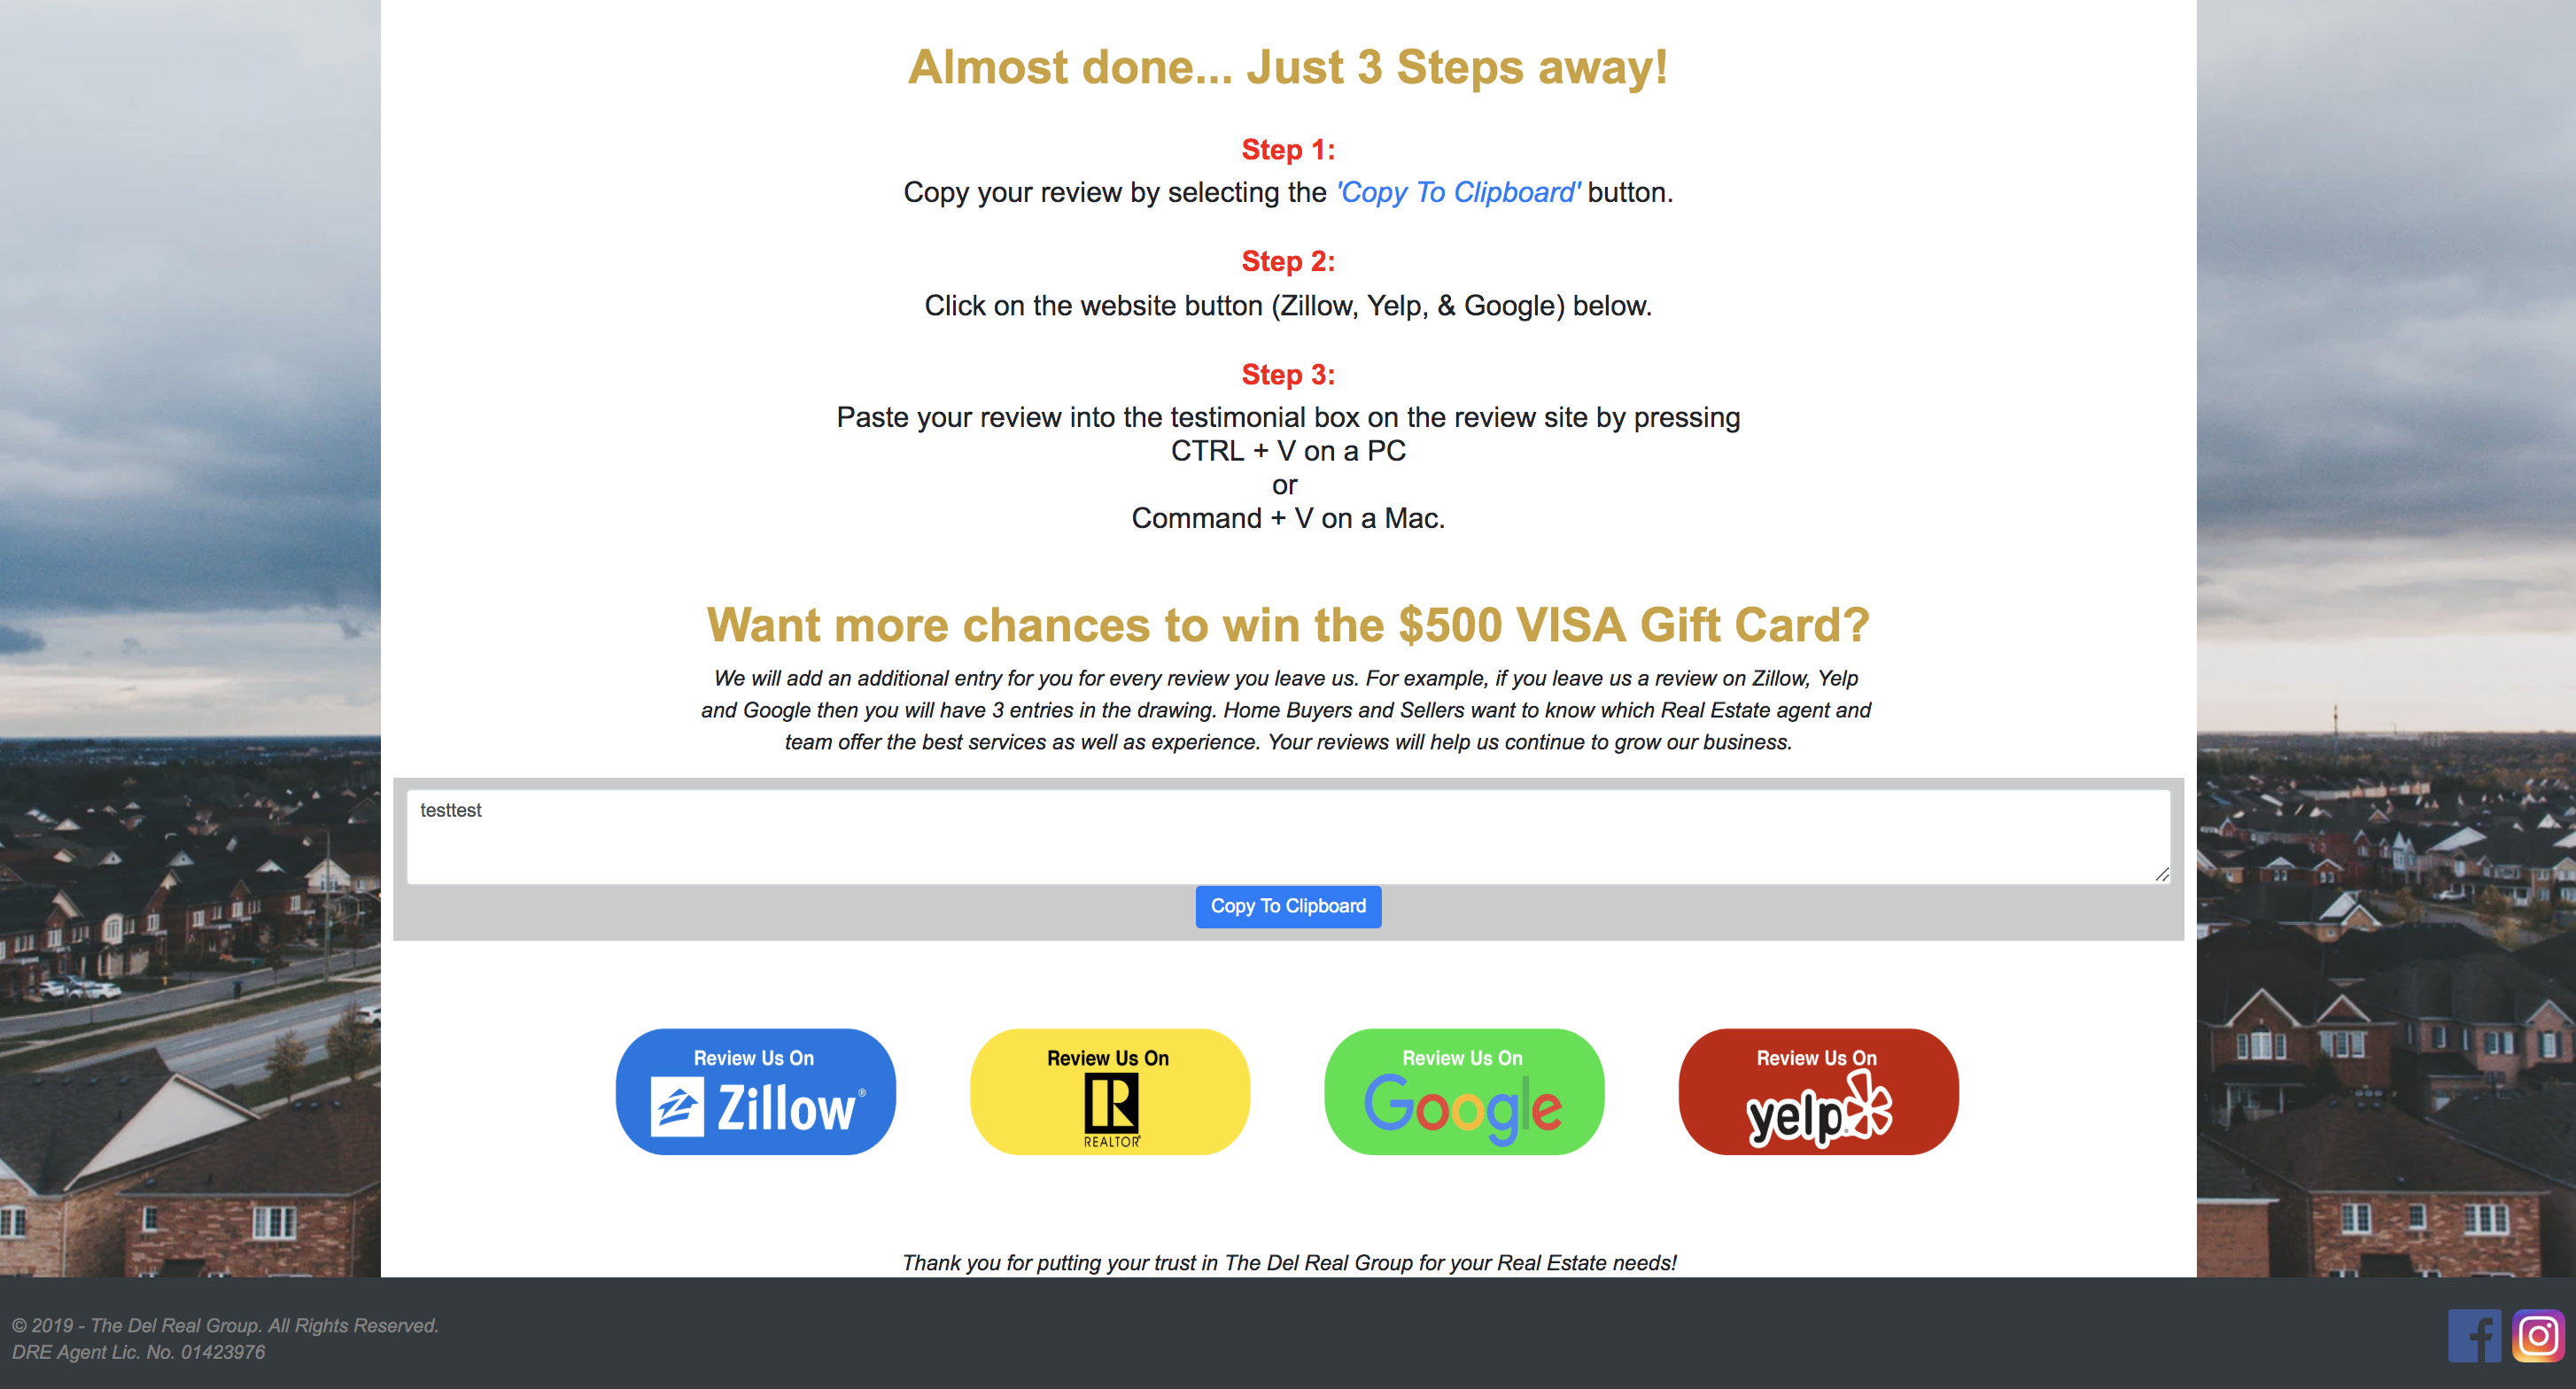 Almost done... Just 3 Steps away!
Step 1:
Copy your review by selecting the 'Copy To Clipboard' button.
Step 2:
Click on the website button (Zillow, Yelp, & Google) below.
Step 3:
Paste your review into the testimonial box on the review site by pressing
CTRL + V on a PC
or
Command + V on a Mac.
Want more chances to win the $500 VISA Gift Card?
We will add an additional entry for you for every review you leave us. For example, if you leave us a review on Zillow, Yelp
and Google then you will have 3 entries in the drawing. Home Buyers and Sellers want to know which Real Estate agent and
team offer the best services as well as experience. Your reviews will help us continue to grow our business.
testtest
Copy To Clipboard
Review Us On
Zillow®
Review Us On
R
REALTOR®
Review Us On
Google
Review Us On
yelp
Thank you for putting your trust in The Del Real Group for your Real Estate needs!
© 2019 - The Del Real Group. All Rights Reserved.
DRE Agent Lic. No. 01423976